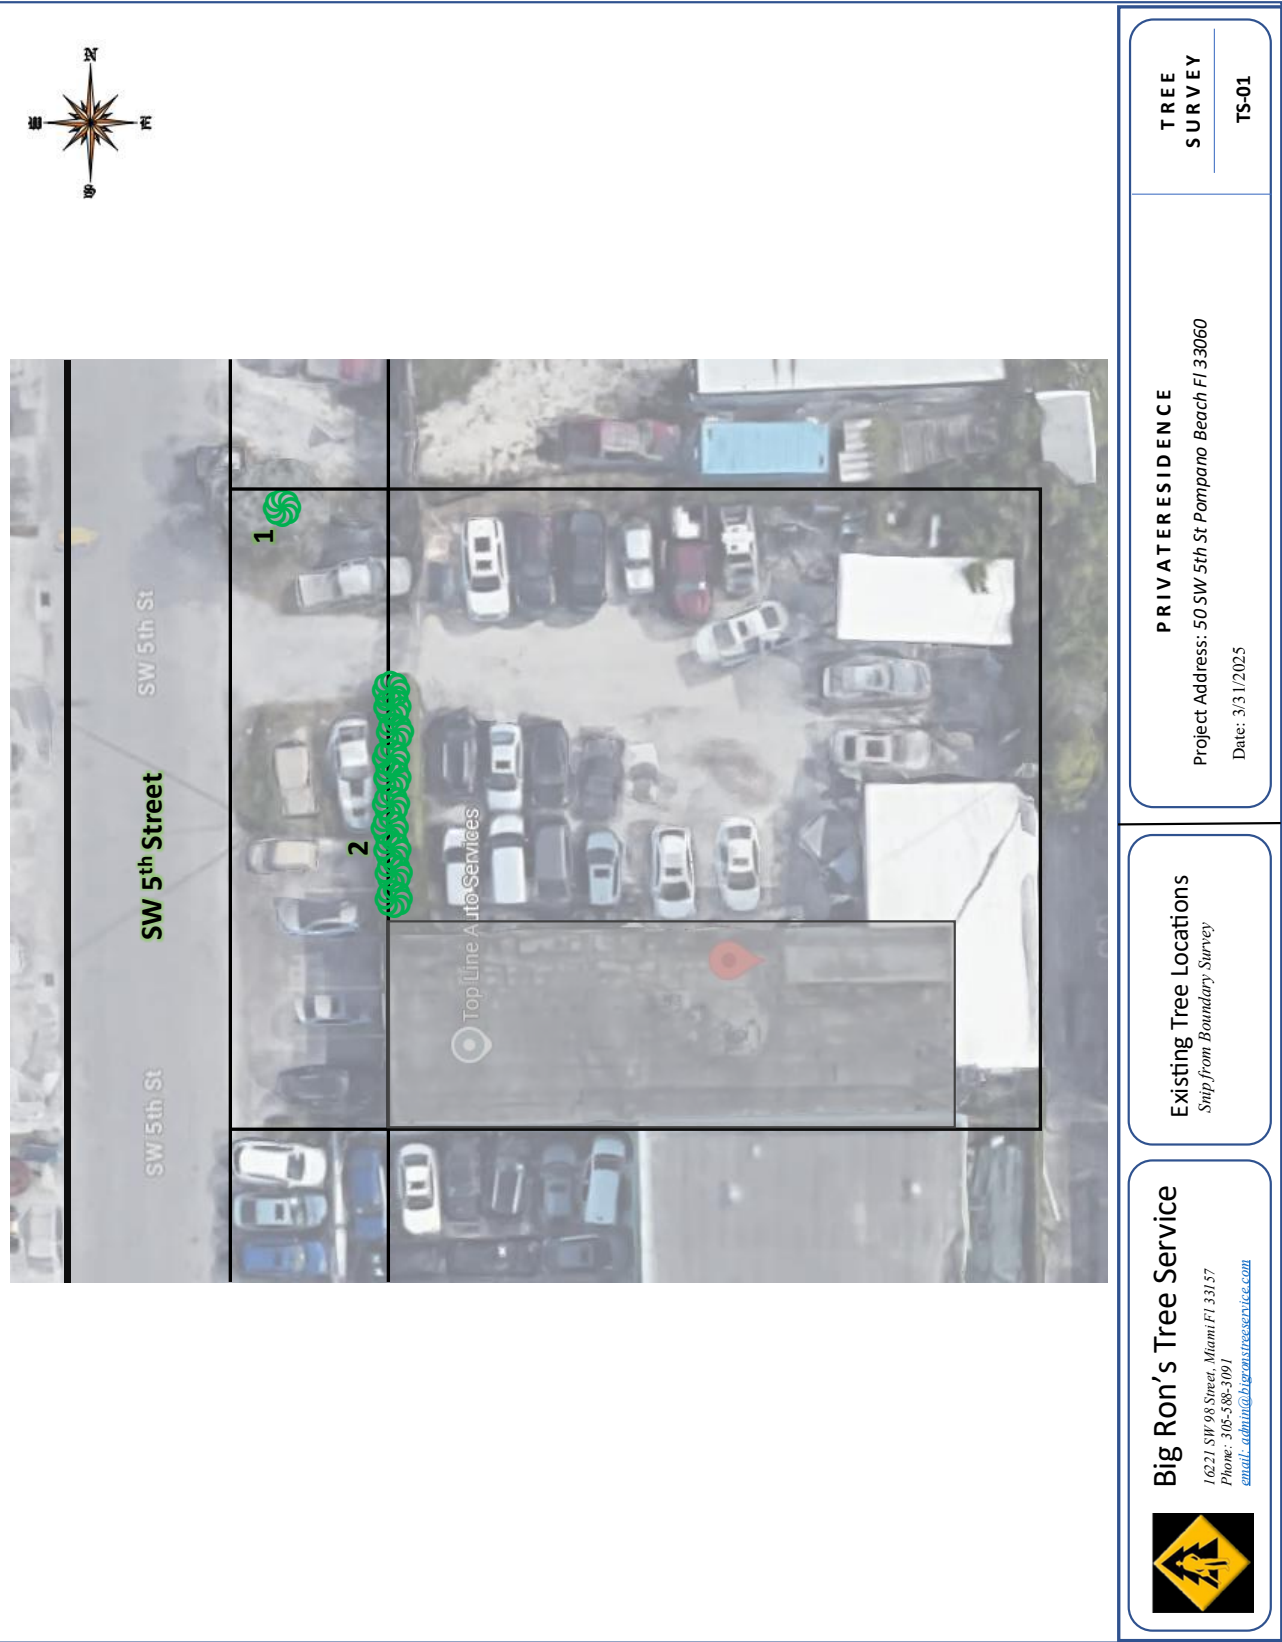 W
N
S
E
SW 5th St
SW 5th Street
SW 5th St
1
2
Top Line Auto Services
Big Ron's Tree Service
16221 SW 98 Street, Miami Fl 33157
Phone: 305-588-3091
email: admin@bigronstreeservice.com
Existing Tree Locations
Snip from Boundary Survey
PRIVATERESIDENCE
Project Address: 50 SW 5th St Pompano Beach Fl 33060
Date: 3/31/2025
TREE
SURVEY
TS-01